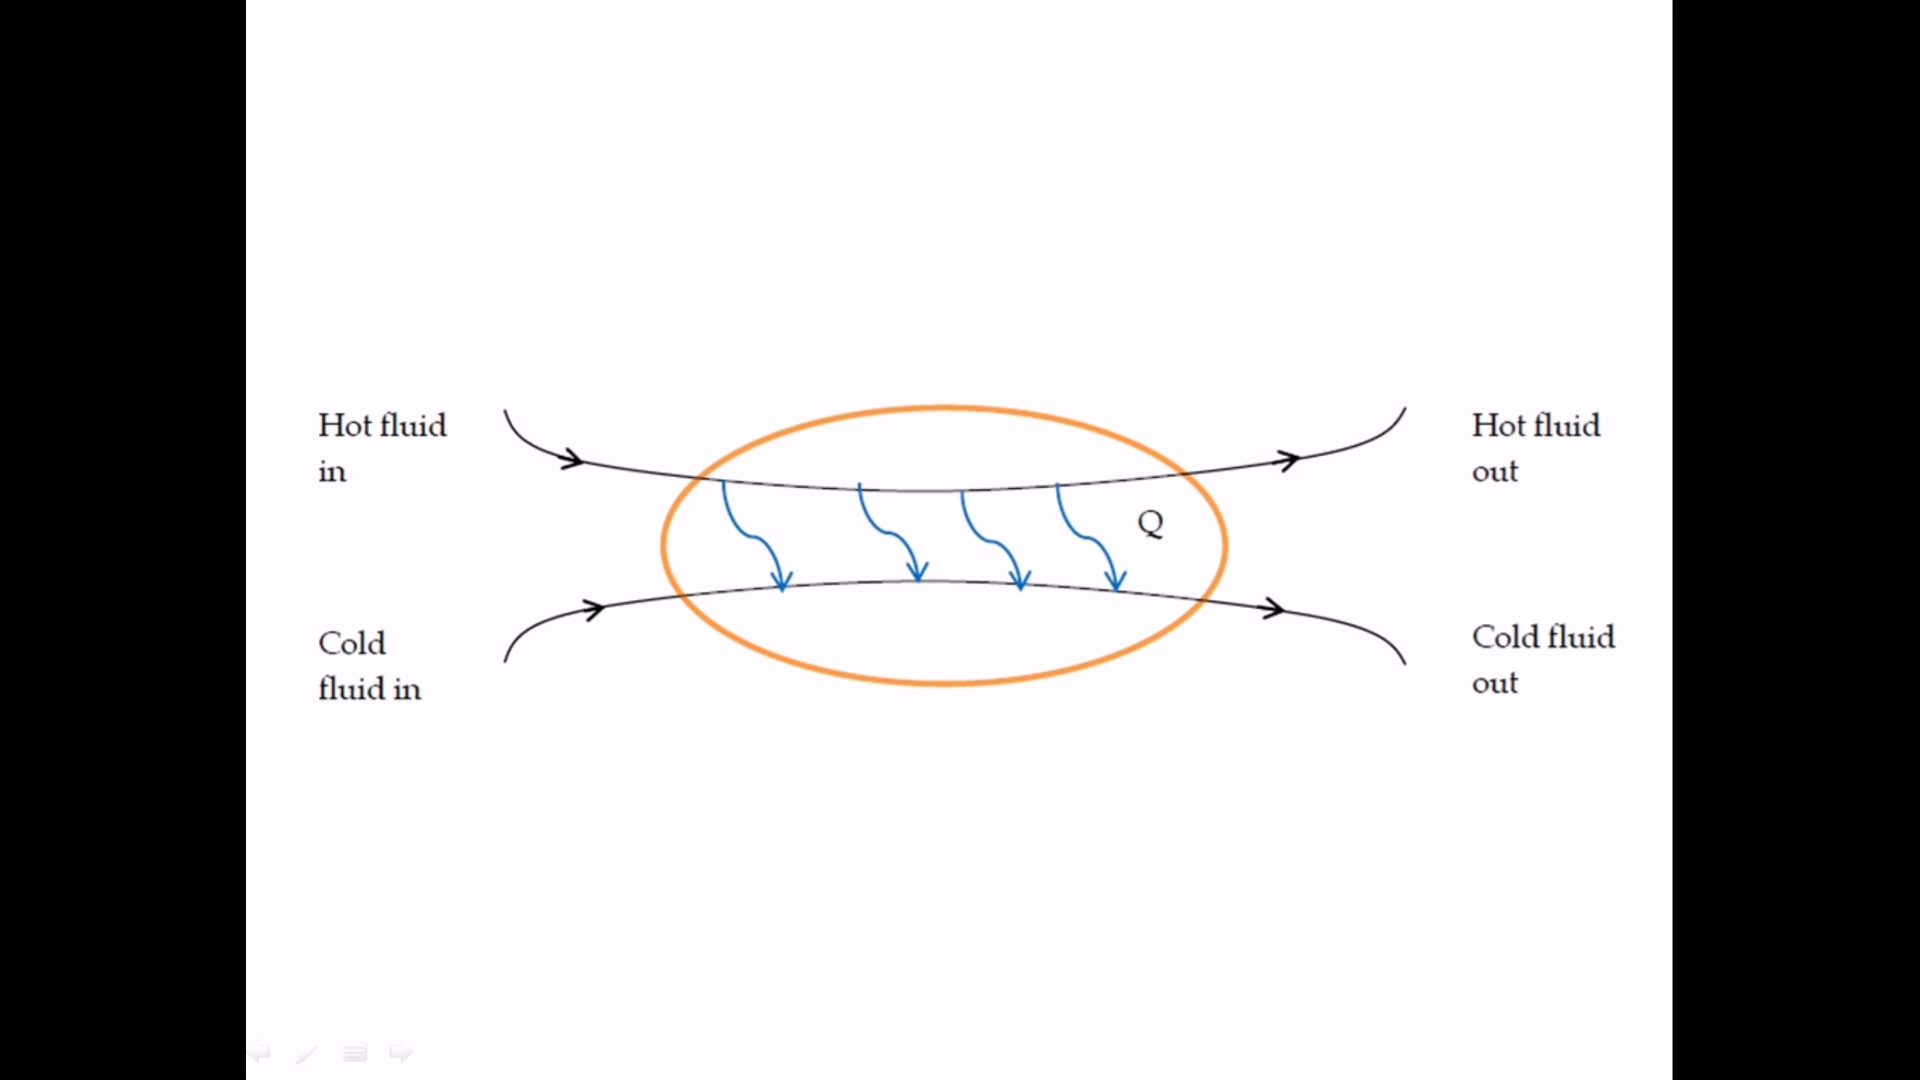 Hot fluid
in
Hot fluid
out
Q
Cold
fluid in
Cold fluid
out